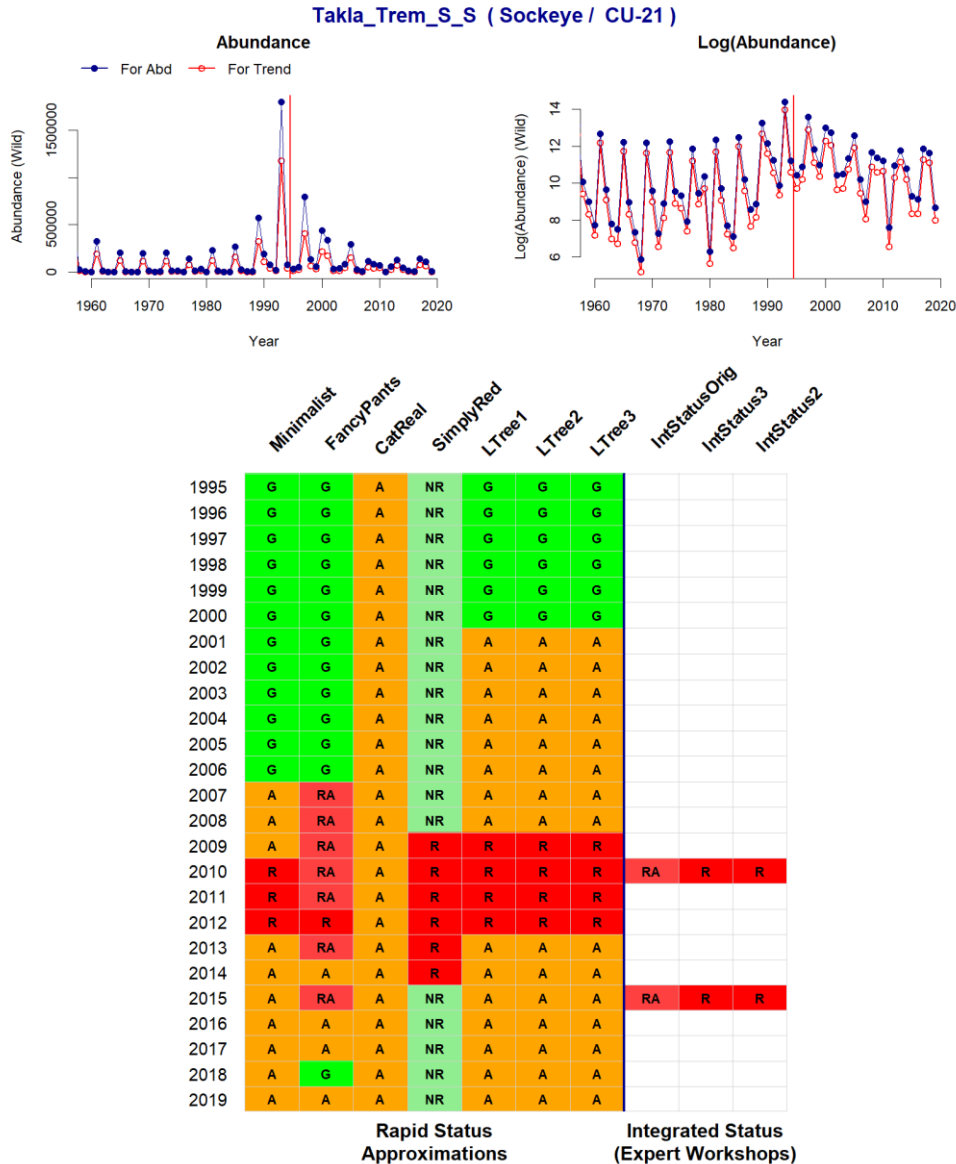 Takla_Trem_S_S ( Sockeye / CU-21 )
Abundance
For Abd For Trend
Abundance (Wild)
1500000
500000
0
1960 1970 1980 1990 2000 2010 2020
Year
Log(Abundance)
Log(Abundance) (Wild)
14
12
10
8
6
1960 1970 1980 1990 2000 2010 2020
Year
Minimalist FancyPants CatReal SimplyRed LTree1 LTree2 LTree3 IntStatusOrig IntStatus3 IntStatus2
1995 G G A NR G G G
1996 G G A NR G G G
1997 G G A NR G G G
1998 G G A NR G G G
1999 G G A NR G G G
2000 G G A NR G G G
2001 G G A NR A A A
2002 G G A NR A A A
2003 G G A NR A A A
2004 G G A NR A A A
2005 G G A NR A A A
2006 G G A NR A A A
2007 A RA A NR A A A
2008 A RA A NR A A A
2009 A RA A R R R R
2010 R RA A R R R R RA R R
2011 R RA A R R R R
2012 R R A R R R R
2013 A RA A R A A A
2014 A A A R A A A
2015 A RA A NR A A A RA R R
2016 A A A NR A A A
2017 A A A NR A A A
2018 A G A NR A A A
2019 A A A NR A A A
Rapid Status
Approximations
Integrated Status
(Expert Workshops)